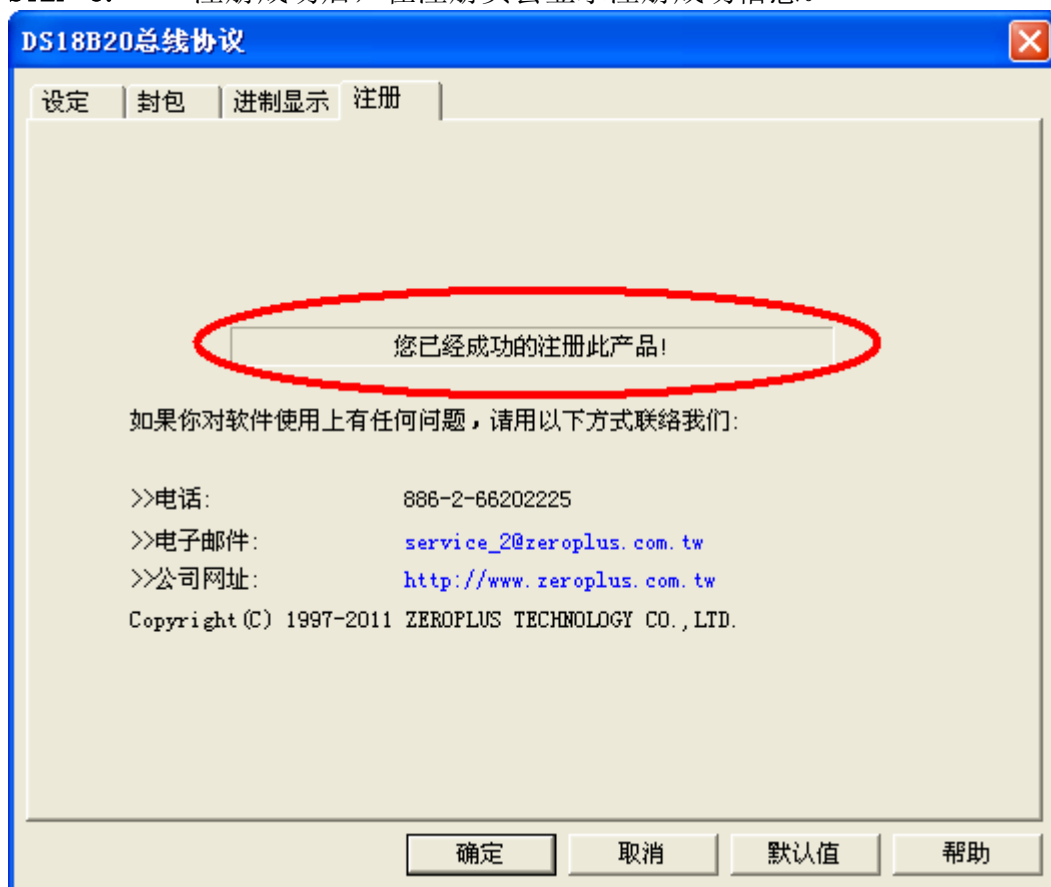 DS18B20总线协议
设定 封包 进制显示 注册
您已经成功的注册此产品!
如果你对软件使用上有任何问题,请用以下方式联络我们:
>>电话: 886-2-66202225
>>电子邮件: service_2@zeroplus.com.tw
>>公司网址: http://www.zeroplus.com.tw
Copyright(C) 1997-2011 ZEROPLUS TECHNOLOGY CO.,LTD.
确定 取消 默认值 帮助